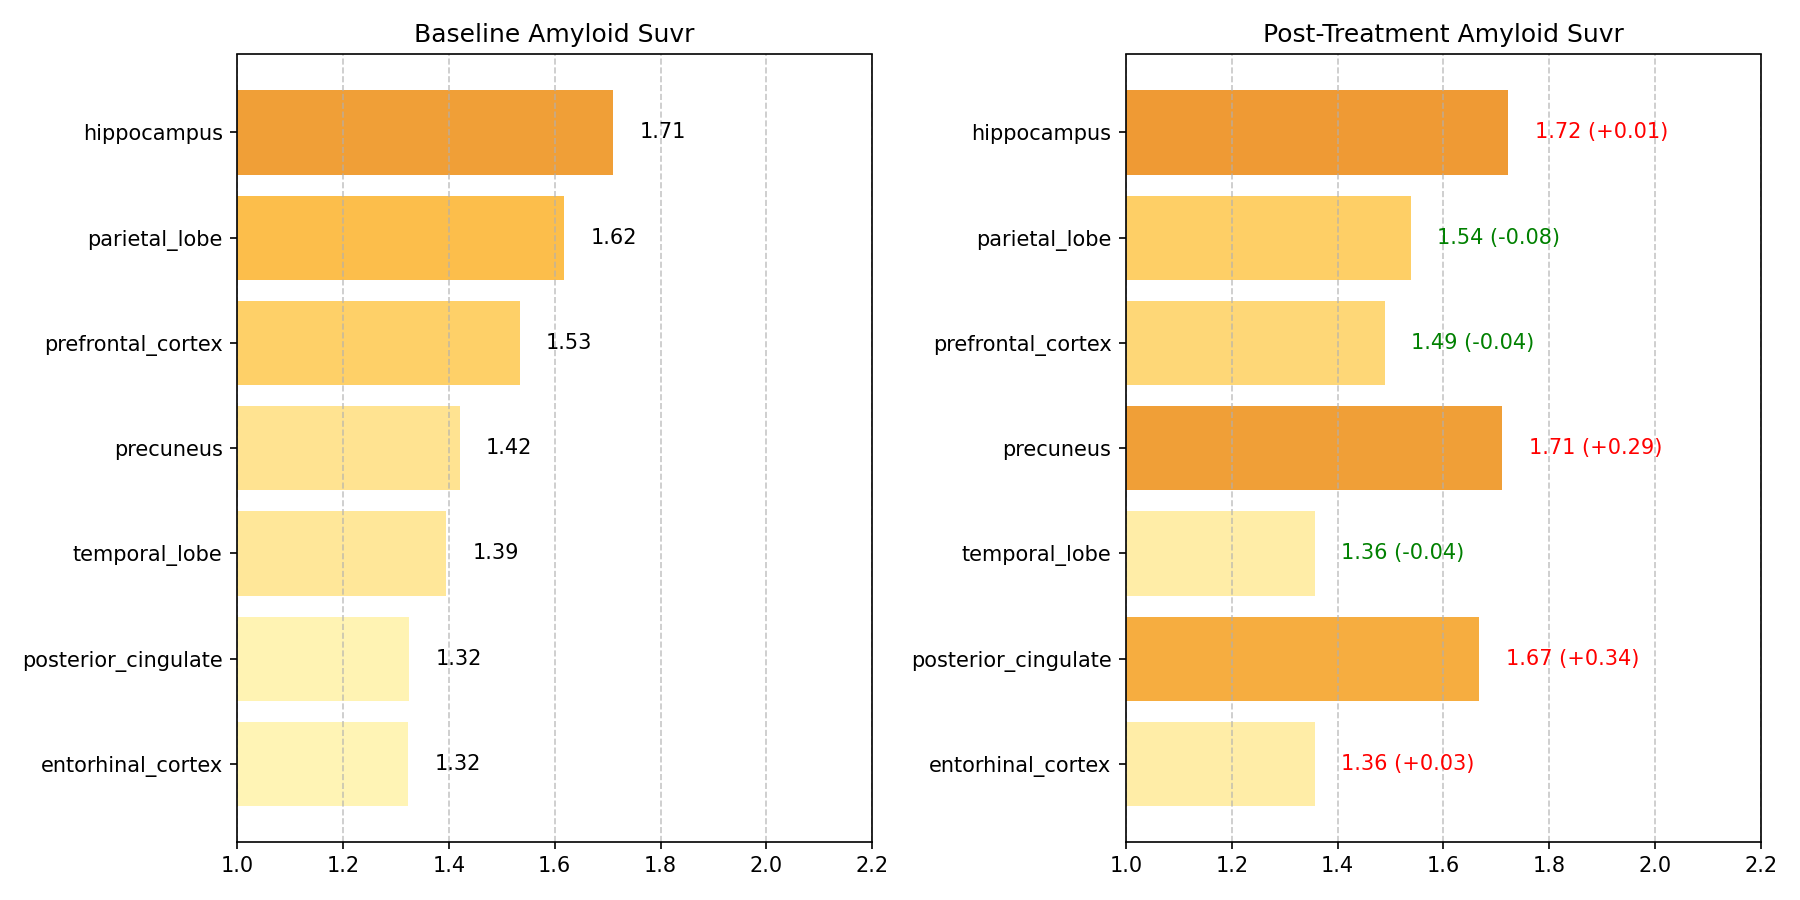 Baseline Amyloid Suvr
hippocampus 1.71
parietal_lobe 1.62
prefrontal_cortex 1.53
precuneus 1.42
temporal_lobe 1.39
posterior_cingulate 1.32
entorhinal_cortex 1.32
1.0 1.2 1.4 1.6 1.8 2.0 2.2
Post-Treatment Amyloid Suvr
hippocampus 1.72 (+0.01)
parietal_lobe 1.54 (-0.08)
prefrontal_cortex 1.49 (-0.04)
precuneus 1.71 (+0.29)
temporal_lobe 1.36 (-0.04)
posterior_cingulate 1.67 (+0.34)
entorhinal_cortex 1.36 (+0.03)
1.0 1.2 1.4 1.6 1.8 2.0 2.2